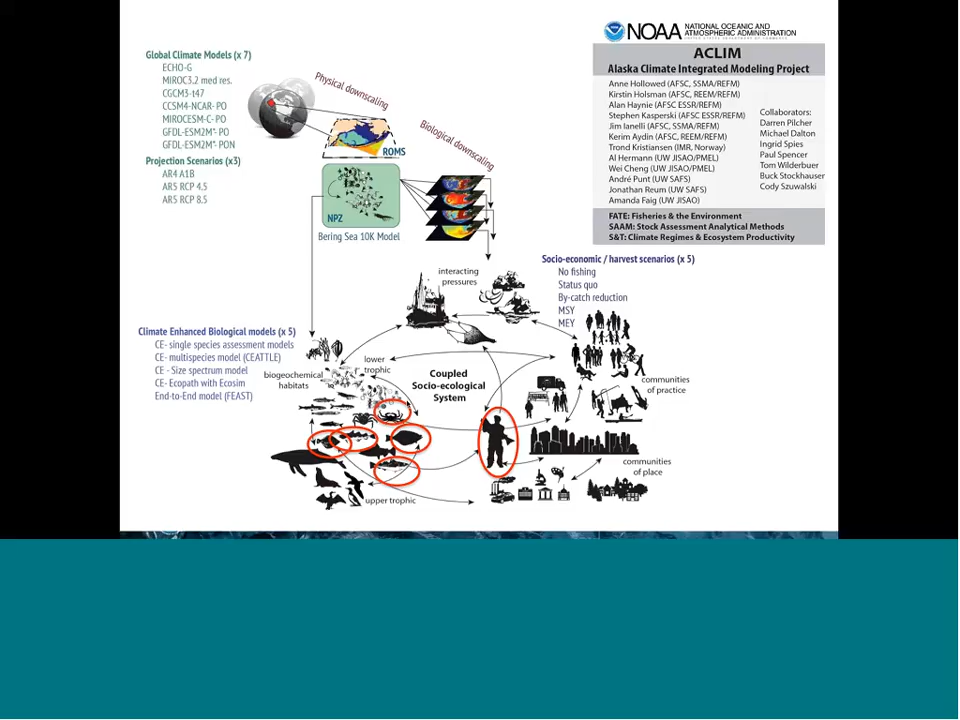 NOAA NATIONAL OCEANIC AND
ATMOSPHERIC ADMINISTRATION
ACLIM
Alaska Climate Integrated Modeling Project
Anne Hollowed (AFSC, SSMA/REFM)
Kirstin Holsman (AFSC, REEM/REFM)
Alan Haynie (AFSC ESSR/REFM)
Stephen Kasperski (AFSC ESSR/REFM)
Jim Ianelli (AFSC, SSMA/REFM)
Kerim Aydin (AFSC, REEM/REFM)
Trond Kristiansen (IMR, Norway)
Al Hermann (UW JISAO/PMEL)
Wei Cheng (UW JISAO/PMEL)
André Punt (UW SAFS)
Jonathan Reum (UW SAFS)
Amanda Faig (UW JISAO)
Collaborators:
Darren Pilcher
Michael Dalton
Ingrid Spies
Paul Spencer
Tom Wilderbuer
Buck Stockhauser
Cody Szuwalski
FATE: Fisheries & the Environment
SAAM: Stock Assessment Analytical Methods
S&T: Climate Regimes & Ecosystem Productivity
Global Climate Models (x 7)
ECHO-G
MIROC3.2 med res.
CGCM3-t47
CCSM4-NCAR- PO
MIROCESM-C- PO
GFDL-ESM2M*- PO
GFDL-ESM2M*- PON
Projection Scenarios (x3)
AR4 A1B
AR5 RCP 4.5
AR5 RCP 8.5
Physical downscaling
Biological downscaling
ROMS
NPZ
Bering Sea 10K Model
Socio-economic / harvest scenarios (x 5)
No fishing
Status quo
By-catch reduction
MSY
MEY
interacting
pressures
Climate Enhanced Biological models (x 5)
CE- single species assessment models
CE- multispecies model (CEATTLE)
CE - Size spectrum model
CE- Ecopath with Ecosim
End-to-End model (FEAST)
lower
trophic
biogeochemical
habitats
Coupled
Socio-ecological
System
communities
of practice
communities
of place
upper trophic